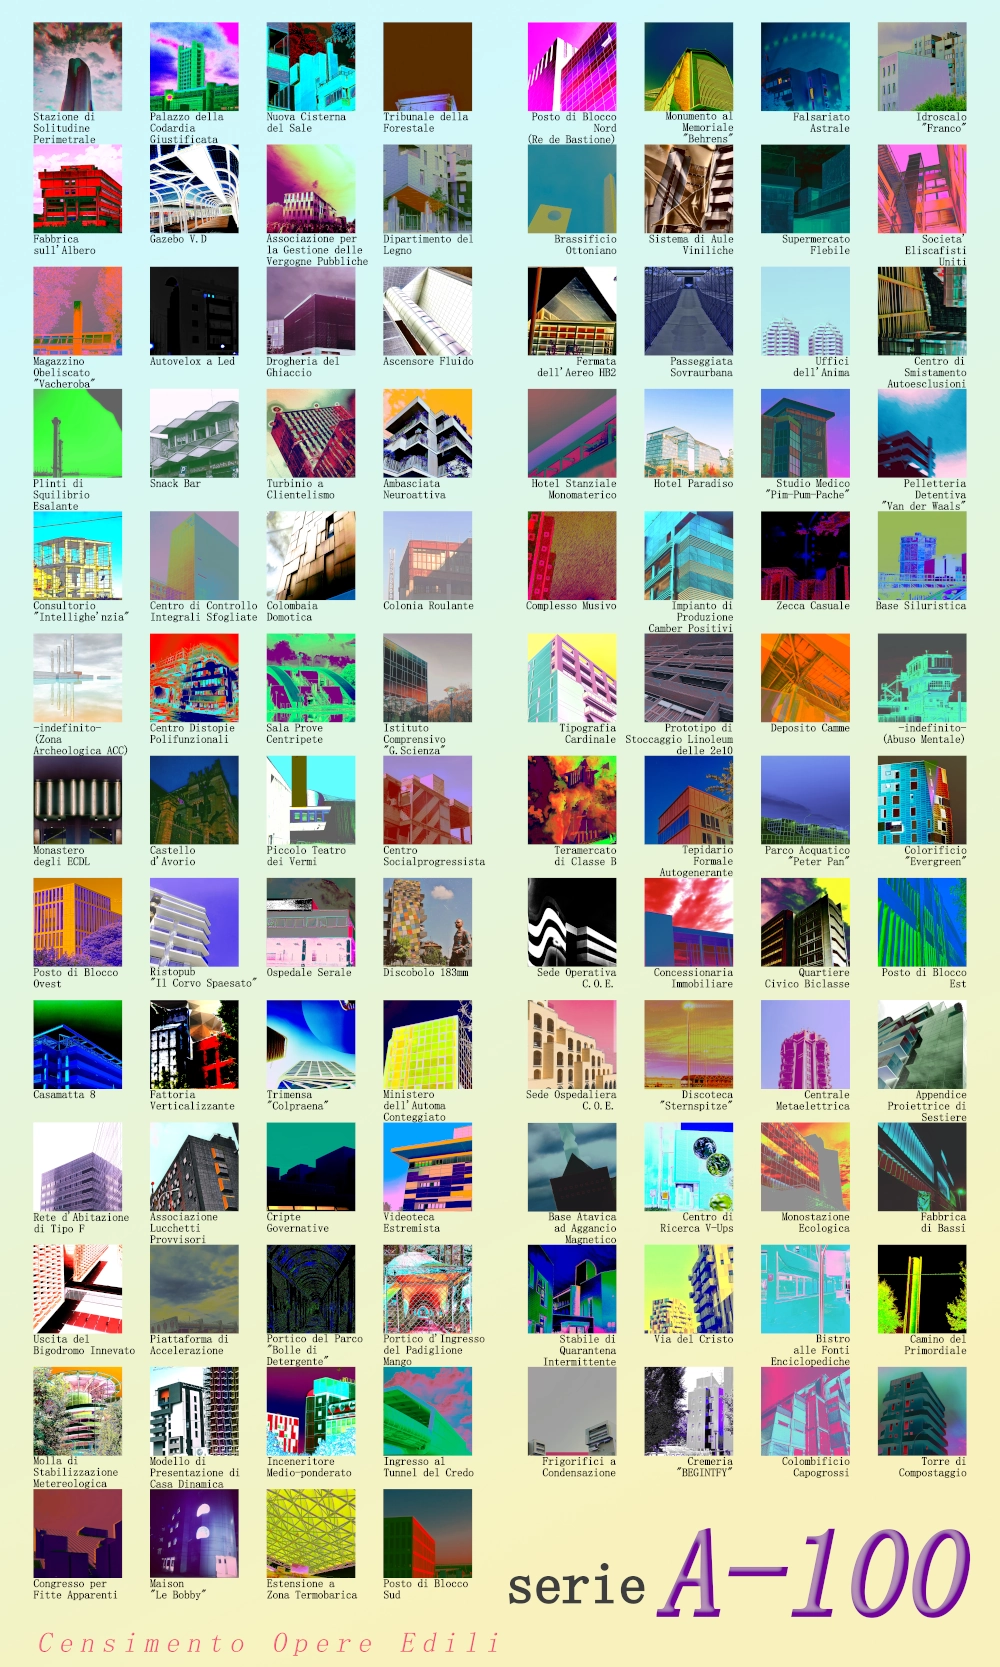 Stazione di
Solitudine
Perimetrale
Palazzo della
Codardia
Giustificata
Nuova Cisterna
del Sale
Tribunale della
Forestale
Posto di Blocco
Nord
(Re de Bastione)
Monumento al
Memoriale
"Behrens"
Falsariato
Astrale
Idroscalo
"Franco"
Fabbrica
sull'Albero
Gazebo V.D
Associazione per
la Gestione delle
Vergogne Pubbliche
Dipartimento del
Legno
Brassificio
Ottoniano
Sistema di Aule
Viniliche
Supermercato
Flebile
Societa'
Eliscafisti
Uniti
Magazzino
Obeliscato
"Vacheroba"
Autovelox a Led
Drogheria del
Ghiaccio
Ascensore Fluido
Fermata
dell'Aereo HB2
Passeggiata
Sovraurbana
Uffici
dell'Anima
Centro di
Smistamento
Autoesclusioni
Plinti di
Squilibrio
Esalante
Snack Bar
Turbinio a
Clientelismo
Ambasciata
Neuroattiva
Hotel Stanziale
Monomaterico
Hotel Paradiso
Studio Medico
"Pim-Pum-Pache"
Pelletteria
Detentiva
"Van der Waals"
Consultorio
"Intellighe'nzia"
Centro di Controllo
Integrali Sfogliate
Colombaia
Domotica
Colonia Roulante
Complesso Musivo
Impianto di
Produzione
Camber Positivi
Zecca Casuale
Base Siluristica
-indefinito-
(Zona
Archeologica ACC)
Centro Distopie
Polifunzionali
Sala Prove
Centripete
Istituto
Comprensivo
"G.Scienza"
Tipografia
Cardinale
Prototipo di
Stoccaggio Linoleum
delle 2e10
Deposito Camme
-indefinito-
(Abuso Mentale)
Monastero
degli ECDL
Castello
d'Avorio
Piccolo Teatro
dei Vermi
Centro
Socialprogressista
Teramercato
di Classe B
Tepidario
Formale
Autogenerante
Parco Acquatico
"Peter Pan"
Colorificio
"Evergreen"
Posto di Blocco
Ovest
Ristopub
"Il Corvo Spaesato"
Ospedale Serale
Discobolo 183mm
Sede Operativa
C.O.E.
Concessionaria
Immobiliare
Quartiere
Civico Biclasse
Posto di Blocco
Est
Casamatta 8
Fattoria
Verticalizzante
Trimensa
"Colpraena"
Ministero
dell'Automa
Conteggiato
Sede Ospedaliera
C.O.E.
Discoteca
"Sternspitze"
Centrale
Metaelettrica
Appendice
Proiettrice di
Sestiere
Rete d'Abitazione
di Tipo F
Associazione
Lucchetti
Provvisori
Cripte
Governative
Videoteca
Estremista
Base Atavica
ad Aggancio
Magnetico
Centro di
Ricerca V-Ups
Monostazione
Ecologica
Fabbrica
di Bassi
Uscita del
Bigodromo Innevato
Piattaforma di
Accelerazione
Portico del Parco
"Bolle di
Detergente"
Portico d'Ingresso
del Padiglione
Mango
Stabile di
Quarantena
Intermittente
Via del Cristo
Bistro
alle Fonti
Enciclopediche
Camino del
Primordiale
Molla di
Stabilizzazione
Metereologica
Modello di
Presentazione di
Casa Dinamica
Inceneritore
Medio-ponderato
Ingresso al
Tunnel del Credo
Frigorifici a
Condensazione
Cremeria
"BEGINTFY"
Colombificio
Capogrossi
Torre di
Compostaggio
Congresso per
Fitte Apparenti
Maison
"Le Bobby"
Estensione a
Zona Termobarica
Posto di Blocco
Sud
serie A-100
Censimento Opere Edili